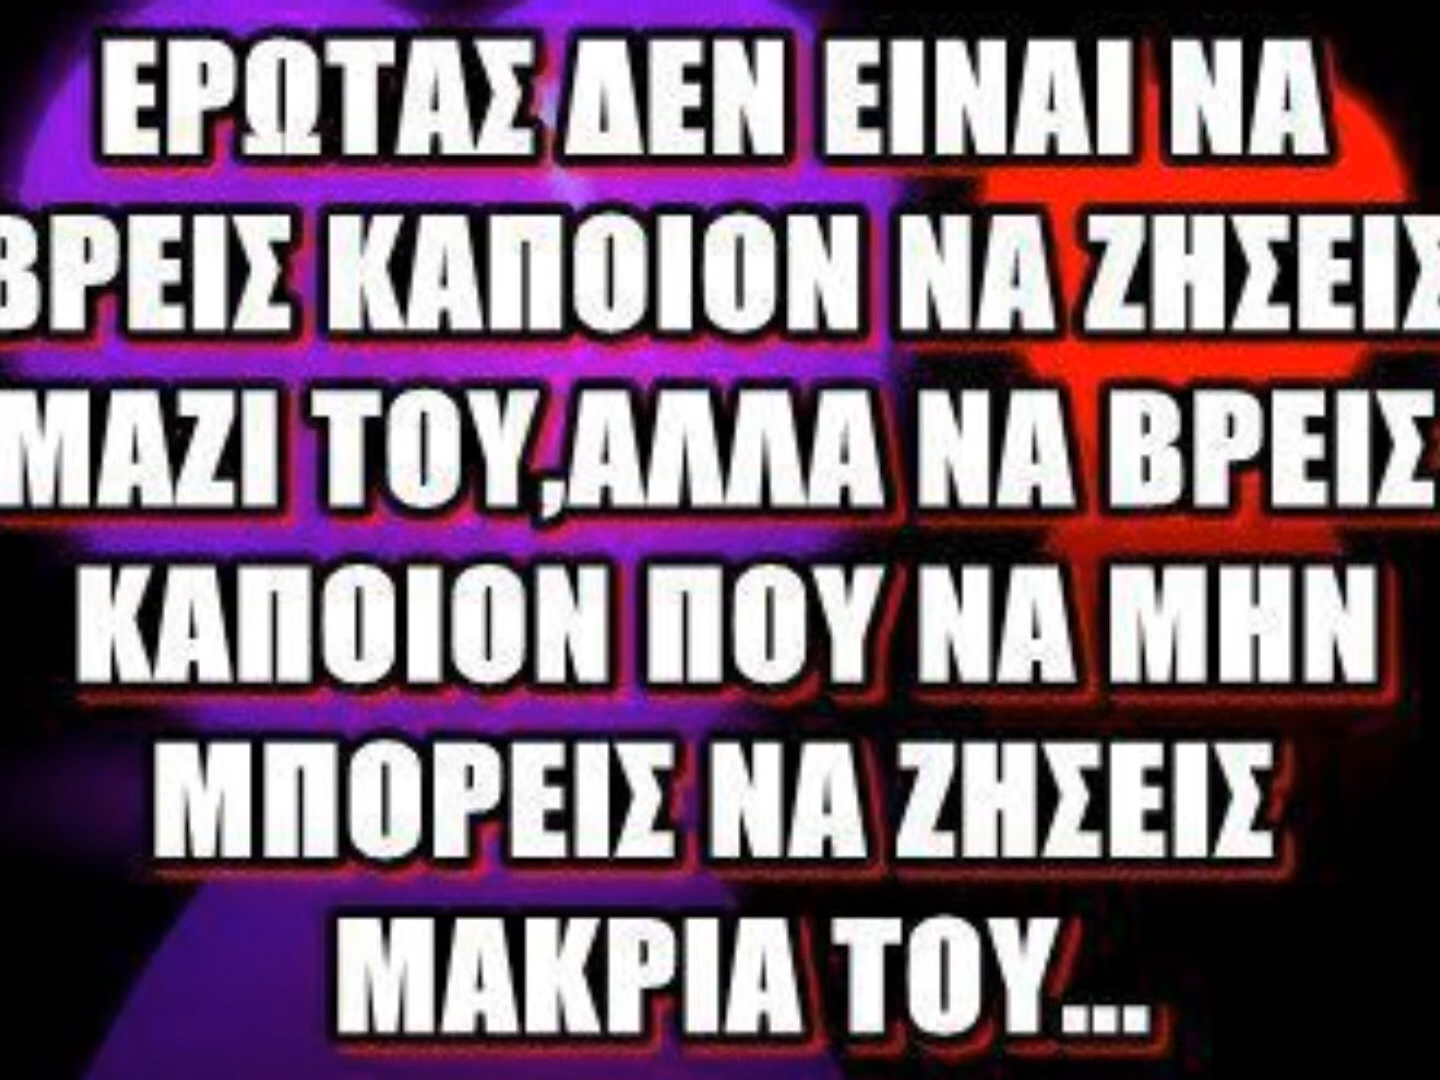 ΕΡΩΤΑΣ ΔΕΝ ΕΙΝΑΙ ΝΑ
ΒΡΕΙΣ ΚΑΠΟΙΟΝ ΝΑ ΖΗΣΕΙΣ
ΜΑΖΙ ΤΟΥ,ΑΛΛΑ ΝΑ ΒΡΕΙΣ
ΚΑΠΟΙΟΝ ΠΟΥ ΝΑ ΜΗΝ
ΜΠΟΡΕΙΣ ΝΑ ΖΗΣΕΙΣ
ΜΑΚΡΙΑ ΤΟΥ...